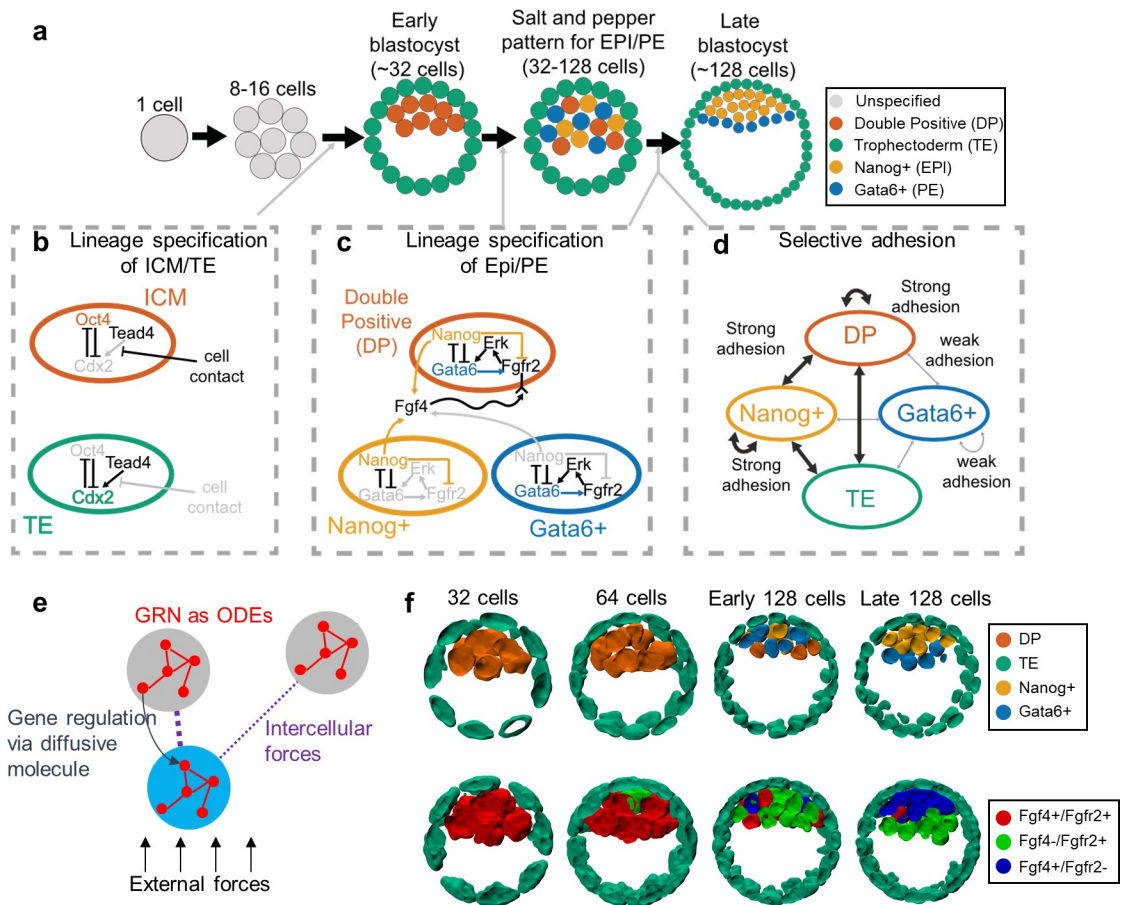 a
1 cell
8-16 cells
Early
blastocyst
(~32 cells)
Salt and pepper
pattern for EPI/PE
(32-128 cells)
Late
blastocyst
(~128 cells)
Unspecified
Double Positive (DP)
Trophectoderm (TE)
Nanog+ (EPI)
Gata6+ (PE)
b
Lineage specification
of ICM/TE
ICM
Oct4
Tead4
Cdx2
cell
contact
Oct4
Tead4
Cdx2
cell
contact
TE
c
Lineage specification
of Epi/PE
Double
Positive
(DP)
Nanog
Erk
Gata6
Fgfr2
Fgf4
Nanog
Erk
Gata6
Fgfr2
Nanog+
Nanog
Erk
Gata6
Fgfr2
Gata6+
d
Selective adhesion
Strong
adhesion
DP
Strong
adhesion
weak
adhesion
Nanog+
Gata6+
Strong
adhesion
weak
adhesion
TE
e
GRN as ODEs
Gene regulation
via diffusive
molecule
Intercellular
forces
External forces
f
32 cells
64 cells
Early 128 cells
Late 128 cells
DP
TE
Nanog+
Gata6+
Fgf4+/Fgfr2+
Fgf4-/Fgfr2+
Fgf4+/Fgfr2-